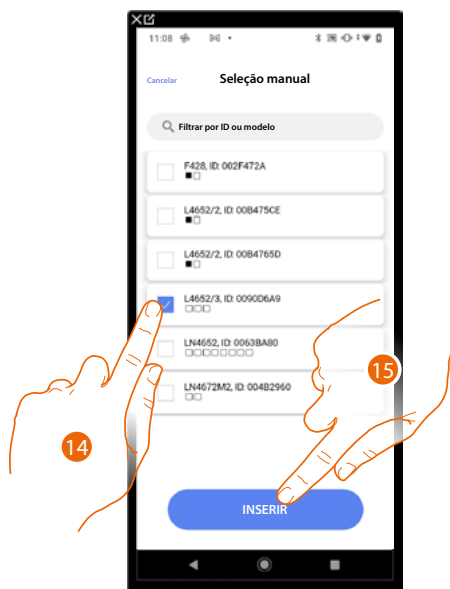 11:08
Cancelar
Seleção manual
Filtrar por ID ou modelo
F428, ID: 002F472A
L4652/2, ID: 00B475CE
L4652/2, ID: 00B4765D
L4652/3, ID: 0090D6A9
LN4652, ID: 0063BA80
LN4672M2, ID: 004B2960
INSERIR
14
15